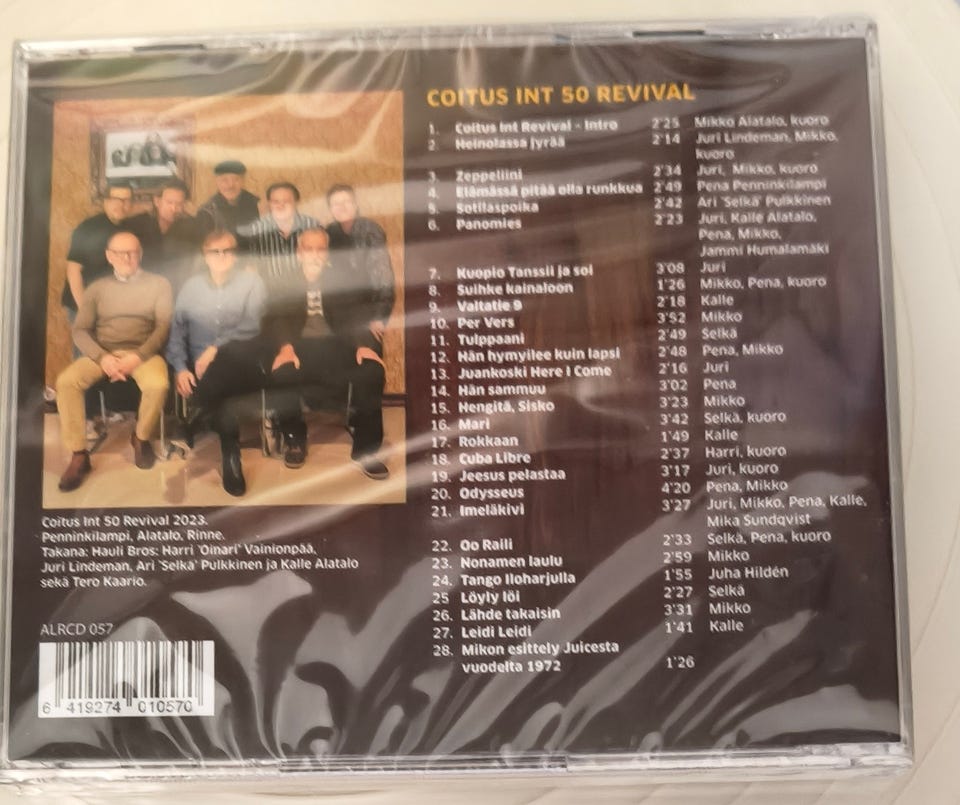 COITUS INT 50 REVIVAL
1. Coitus Int Revival - Intro 2'25 Mikko Alatalo, kuoro
2. Heinolassa jyrää 2'14 Juri Lindeman, Mikko,
kuoro
3. Zeppeliini 2'34 Juri, Mikko, kuoro
4. Elämässä pitää olla runkkua 2'49 Pena Penninkilampi
5. Sotilaspoika 2'42 Ari 'Selkä' Pulkkinen
6. Panomies 2'23 Juri, Kalle Alatalo,
Pena, Mikko,
Jammi Humalamäki
7. Kuopio Tanssii ja soi 3'08 Juri
8. Suihke kainaloon 1'26 Mikko, Pena, kuoro
9. Valtatie 9 2'18 Kalle
10. Per Vers 3'52 Mikko
11. Tulppaani 2'49 Selkä
12. Hän hymyilee kuin lapsi 2'48 Pena, Mikko
13. Juankoski Here I Come 2'16 Juri
14. Hän sammuu 3'02 Pena
15. Hengitä, Sisko 3'23 Mikko
16. Mari 3'42 Selkä, kuoro
17. Rokkaan 1'49 Kalle
18. Cuba Libre 2'37 Harri, kuoro
19. Jeesus pelastaa 3'17 Juri, kuoro
20. Odysseus 4'20 Pena, Mikko
21. Imeläkivi 3'27 Juri, Mikko, Pena, Kalle,
Mika Sundqvist
22. Oo Raili 2'33 Selkä, Pena, kuoro
23. Nonamen laulu 2'59 Mikko
24. Tango Iloharjulla 1'55 Juha Hildén
25 Löyly löi 2'27 Selkä
26. Lähde takaisin 3'31 Mikko
27. Leidi Leidi 1'41 Kalle
28. Mikon esittely Juicesta
vuodelta 1972 1'26
Coitus Int 50 Revival 2023.
Penninkilampi, Alatalo, Rinne.
Takana: Hauli Bros: Harri 'Oinari' Vainionpää,
Juri Lindeman, Ari 'Selkä' Pulkkinen ja Kalle Alatalo
sekä Tero Kaario.
ALRCD 057
6 419274 010570